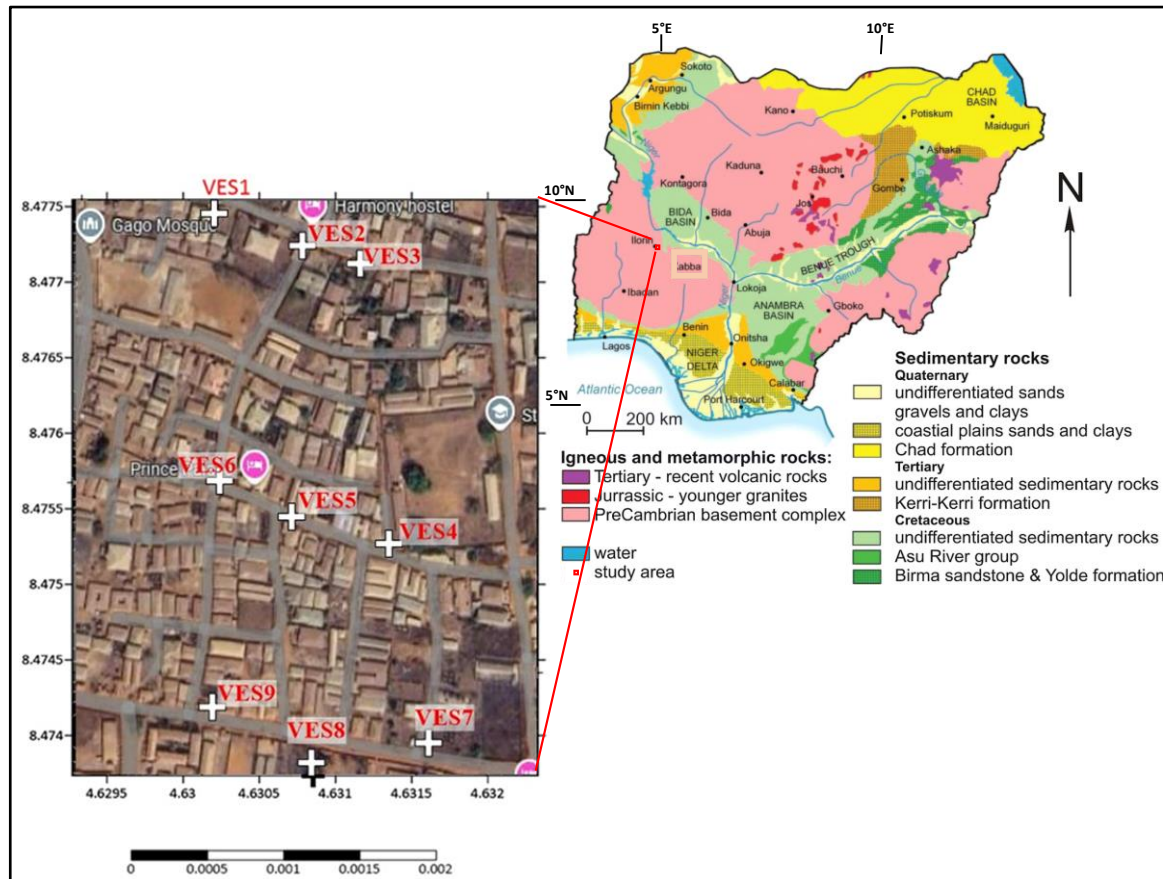 5°E
10°E
10°N
5°N
N
VES1
Gago Mosque
Harmony hostel
VES2
VES3
Prince
VES6
VES5
VES4
St
VES9
VES8
VES7
8.4775
8.477
8.4765
8.476
8.4755
8.475
8.4745
8.474
4.6295
4.63
4.6305
4.631
4.6315
4.632
0
0.0005
0.001
0.0015
0.002
Sokoto
Argungu
Birnin Kebbi
Kano
CHAD
BASIN
Potiskum
Maiduguri
Niger
Kaduna
Bauchi
Ashaka
Kontagora
Gombe
Jos
BIDA
BASIN
Bida
Abuja
Ilorin
BENUE TROUGH
Benue
Kabba
Lokoja
Ibadan
Niger
ANAMBRA
BASIN
Gboko
Benin
Onitsha
Lagos
NIGER
DELTA
Okigwe
Calabar
Atlantic Ocean
Port Harcourt
0
200 km
Igneous and metamorphic rocks:
Tertiary - recent volcanic rocks
Jurrassic - younger granites
PreCambrian basement complex
water
study area
Sedimentary rocks
Quaternary
undifferentiated sands
gravels and clays
coastal plains sands and clays
Chad formation
Tertiary
undifferentiated sedimentary rocks
Kerri-Kerri formation
Cretaceous
undifferentiated sedimentary rocks
Asu River group
Birma sandstone & Yolde formation